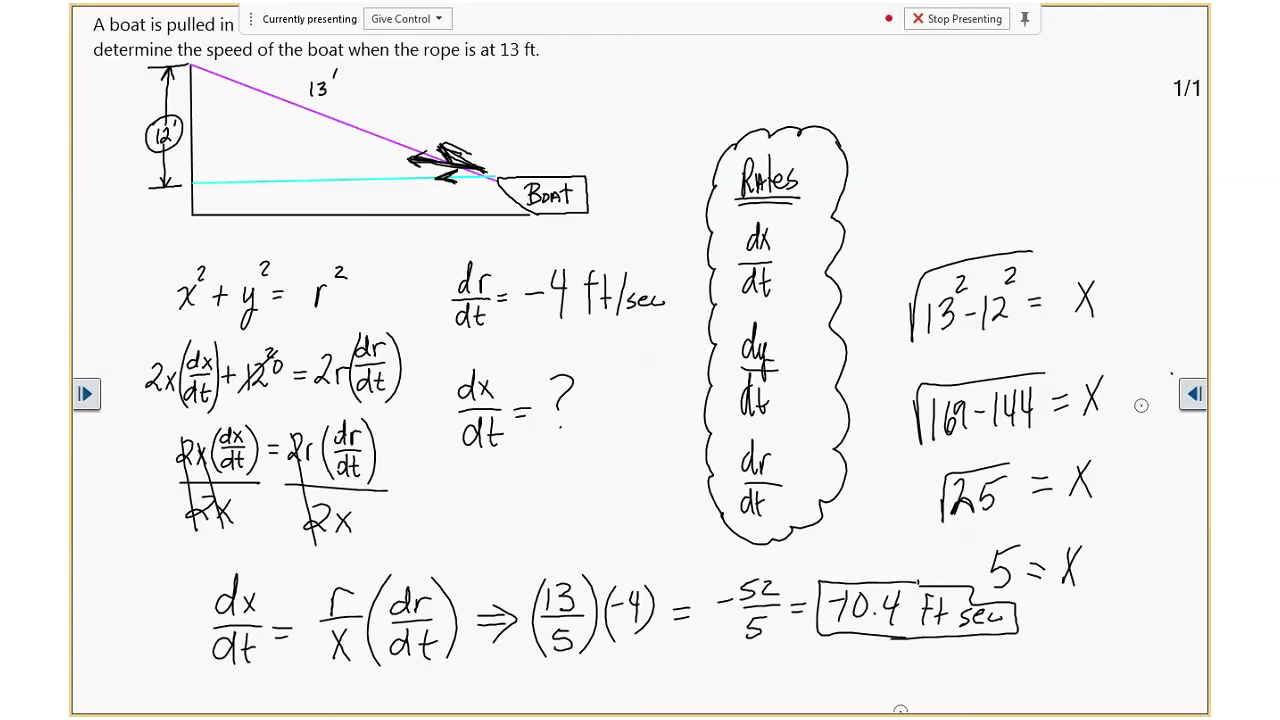 A boat is pulled in
Currently presenting
Give Control
Stop Presenting
determine the speed of the boat when the rope is at 13 ft.
1/1
13'
12'
BOAT
Rates
dx/dt
dy/dt
dr/dt
x² + y² = r²
2x(dx/dt) + 12²⁰ = 2r(dr/dt)
2x(dx/dt) = 2r(dr/dt)
2x 2x
dr/dt = -4 ft/sec
dx/dt = ?
√13² - 12² = X
√169 - 144 = X
√25 = X
5 = X
dx/dt = r/x (dr/dt) ⇒ (13/5)(-4) = -52/5 = -10.4 ft sec